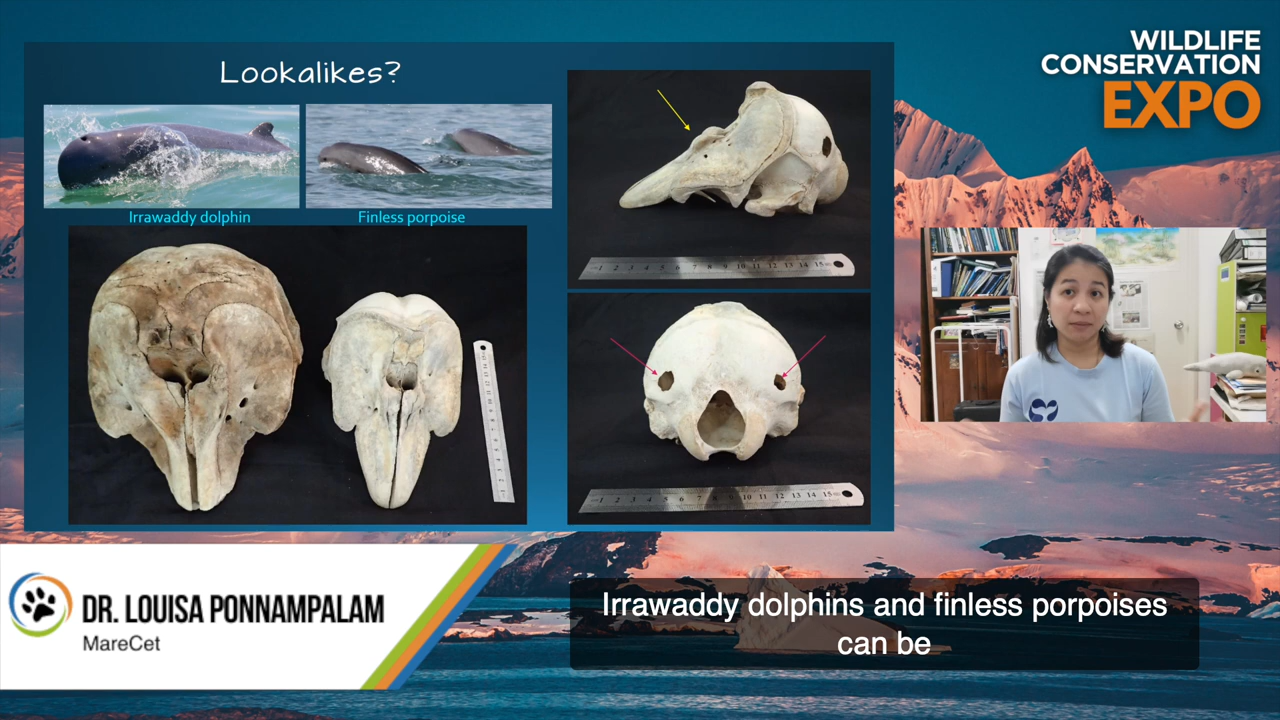 Lookalikes?
Irrawaddy dolphin
Finless porpoise
WILDLIFE
CONSERVATION
EXPO
DR. LOUISA PONNAMPALAM
MareCet
Irrawaddy dolphins and finless porpoises
can be